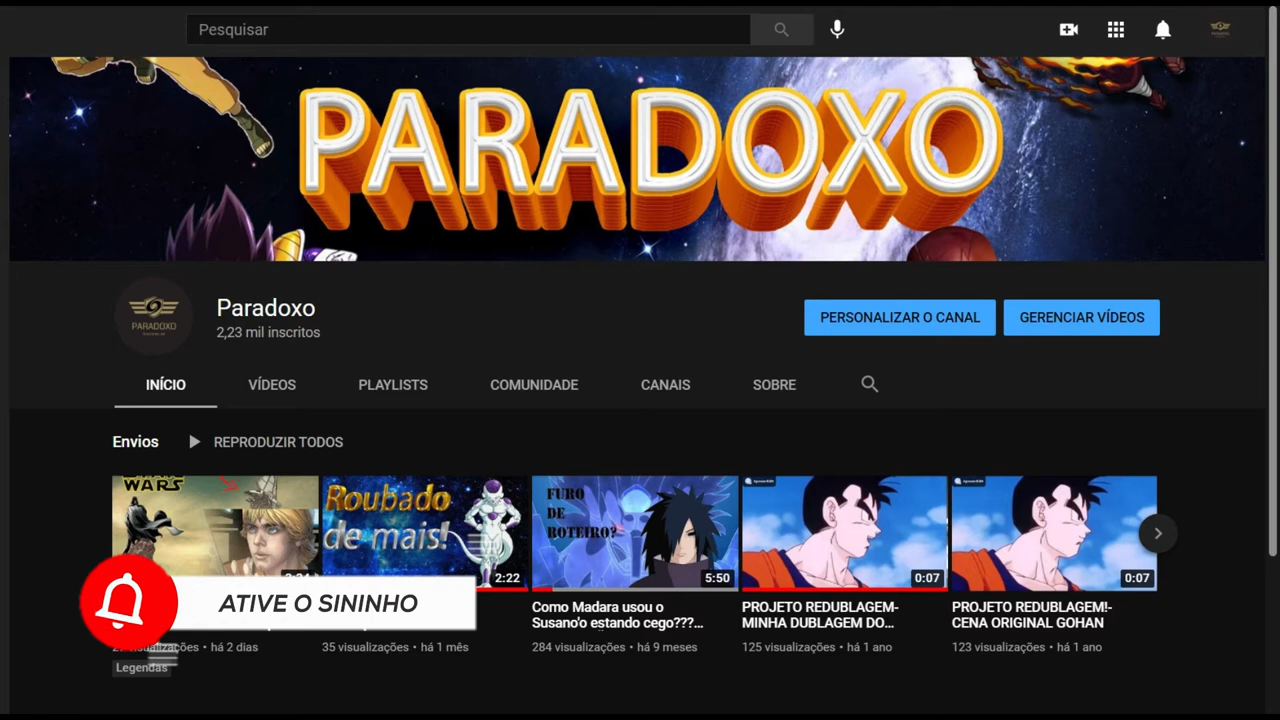 Pesquisar
PARADOXO
PARADOXO
Paradoxo
2,23 mil inscritos
PERSONALIZAR O CANAL
GERENCIAR VÍDEOS
INÍCIO
VÍDEOS
PLAYLISTS
COMUNIDADE
CANAIS
SOBRE
Envios
REPRODUZIR TODOS
WARS
Roubado
de mais!
2:22
FURO
DE
ROTEIRO?
5:50
0:07
0:07
ATIVE O SININHO
Como Madara usou o
Susano'o estando cego???...
PROJETO REDUBLAGEM-
MINHA DUBLAGEM DO...
PROJETO REDUBLAGEM!-
CENA ORIGINAL GOHAN
visualizações • há 2 dias
35 visualizações • há 1 mês
284 visualizações • há 9 meses
125 visualizações • há 1 ano
123 visualizações • há 1 ano
Legendas